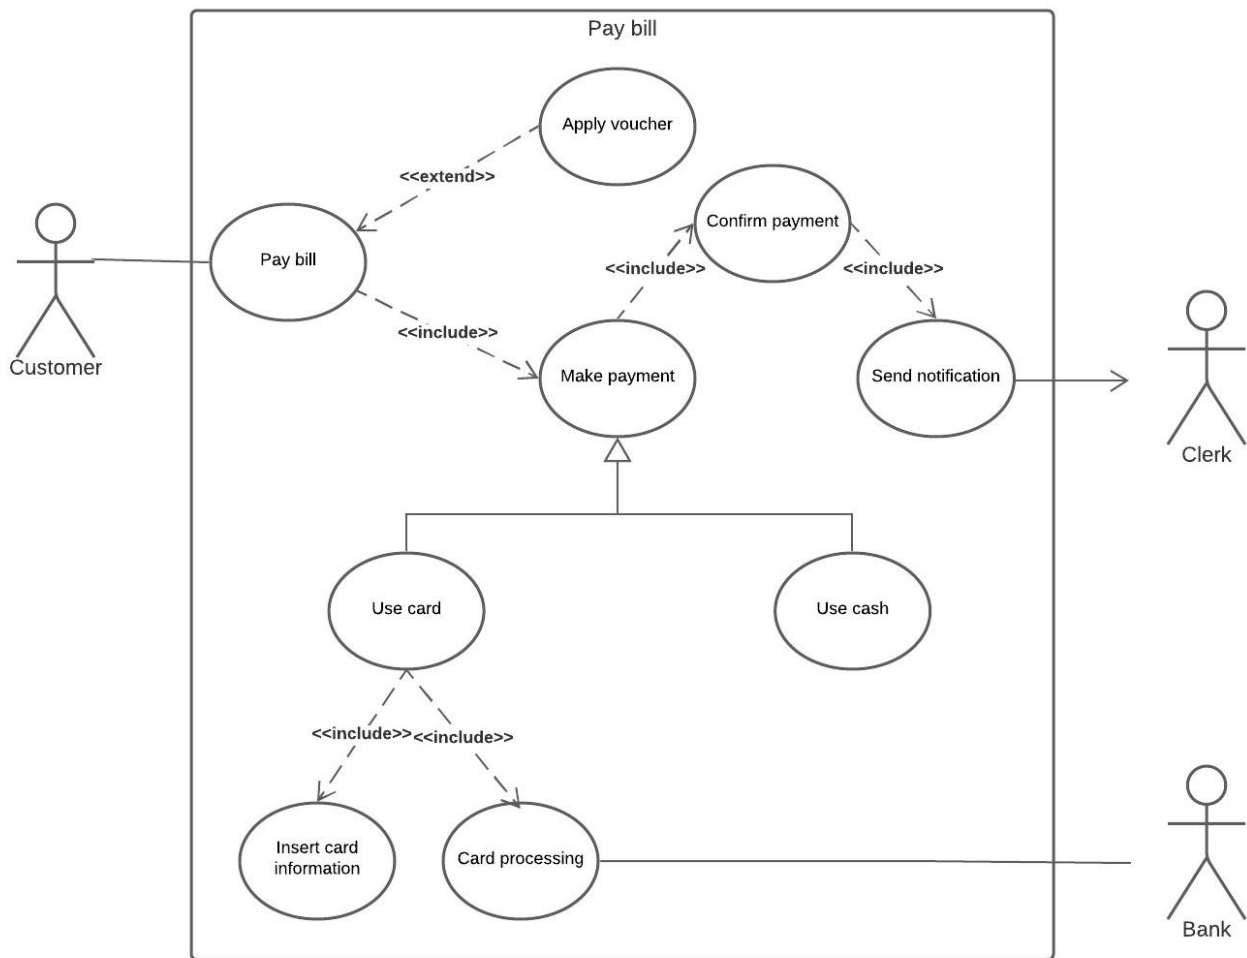 Pay bill
Apply voucher
<<extend>>
Confirm payment
Pay bill
<<include>>
<<include>>
<<include>>
Customer
Make payment
Send notification
Clerk
Use card
Use cash
<<include>>
<<include>>
Insert card
information
Card processing
Bank